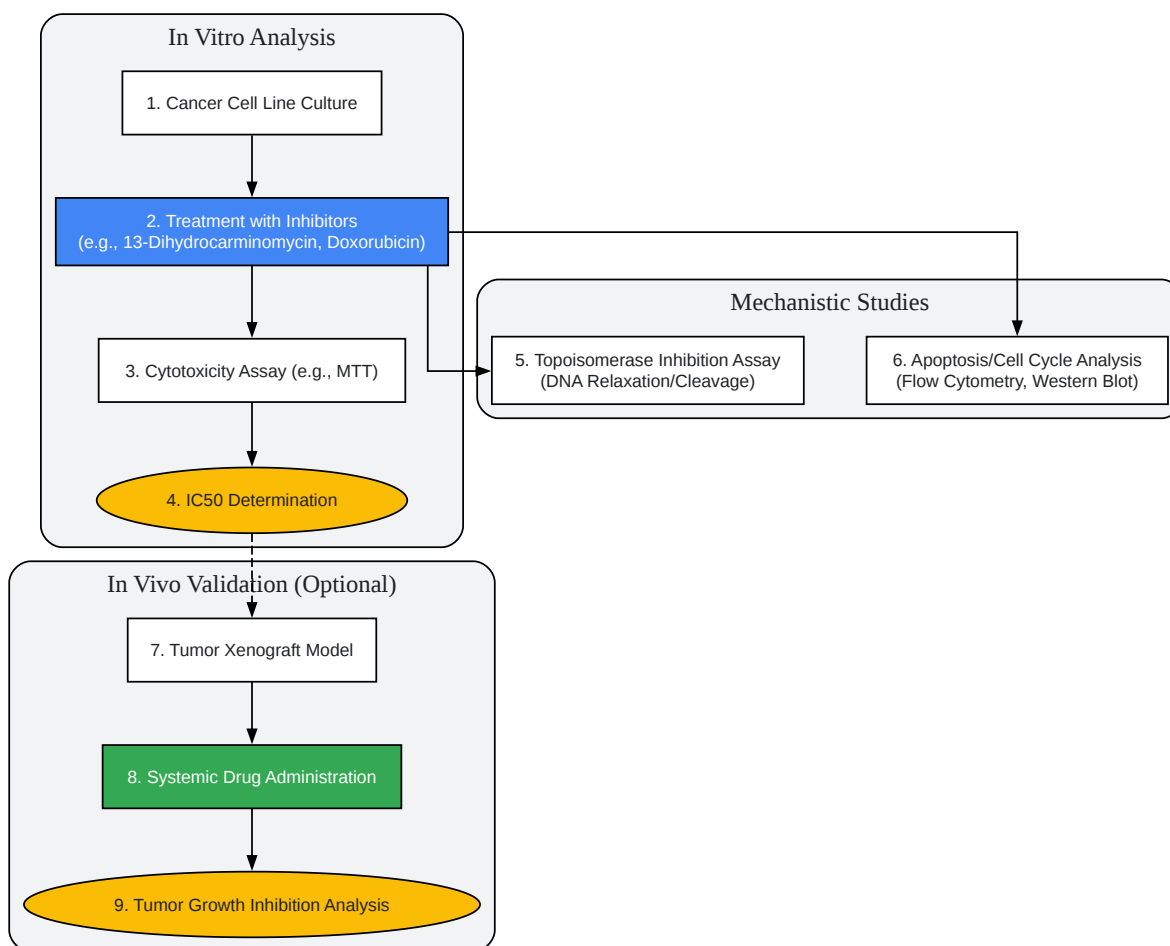 In Vitro Analysis
1. Cancer Cell Line Culture
2. Treatment with Inhibitors
(e.g., 13-Dihydrocarminomycin, Doxorubicin)
3. Cytotoxicity Assay (e.g., MTT)
4. IC50 Determination
Mechanistic Studies
5. Topoisomerase Inhibition Assay
(DNA Relaxation/Cleavage)
6. Apoptosis/Cell Cycle Analysis
(Flow Cytometry, Western Blot)
In Vivo Validation (Optional)
7. Tumor Xenograft Model
8. Systemic Drug Administration
9. Tumor Growth Inhibition Analysis